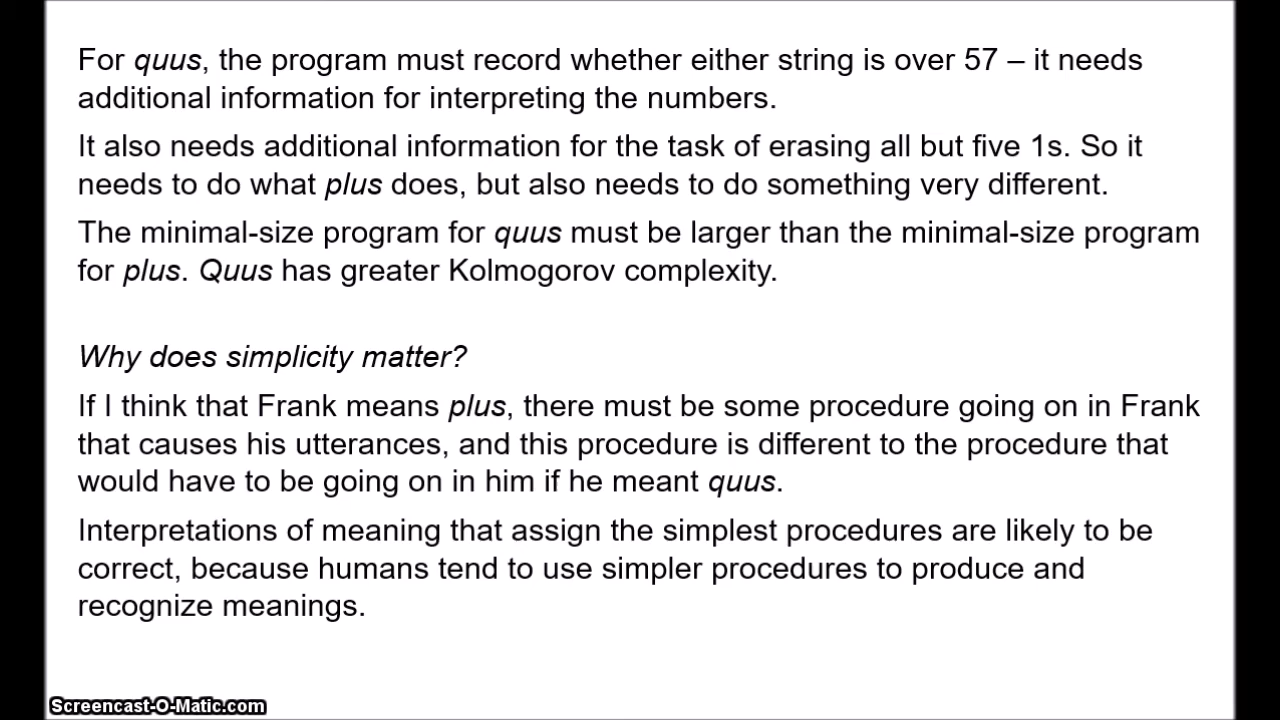 For quus, the program must record whether either string is over 57 – it needs
additional information for interpreting the numbers.
It also needs additional information for the task of erasing all but five 1s. So it
needs to do what plus does, but also needs to do something very different.
The minimal-size program for quus must be larger than the minimal-size program
for plus. Quus has greater Kolmogorov complexity.
Why does simplicity matter?
If I think that Frank means plus, there must be some procedure going on in Frank
that causes his utterances, and this procedure is different to the procedure that
would have to be going on in him if he meant quus.
Interpretations of meaning that assign the simplest procedures are likely to be
correct, because humans tend to use simpler procedures to produce and
recognize meanings.
Screencast-O-Matic.com